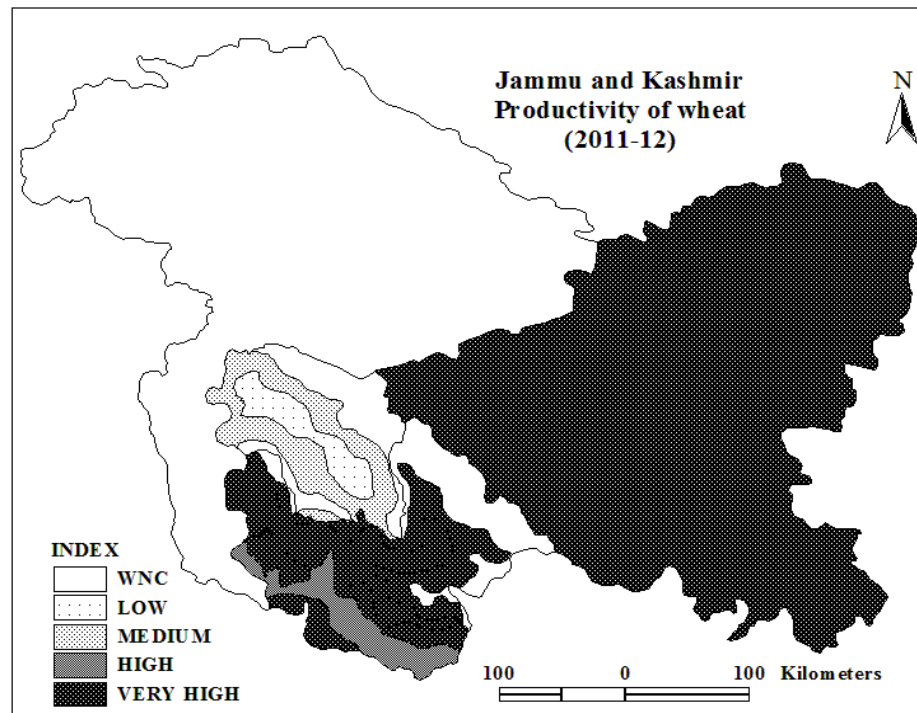 Jammu and Kashmir
Productivity of wheat
(2011-12)
N
INDEX
WNC
LOW
MEDIUM
HIGH
VERY HIGH
100 0 100 Kilometers